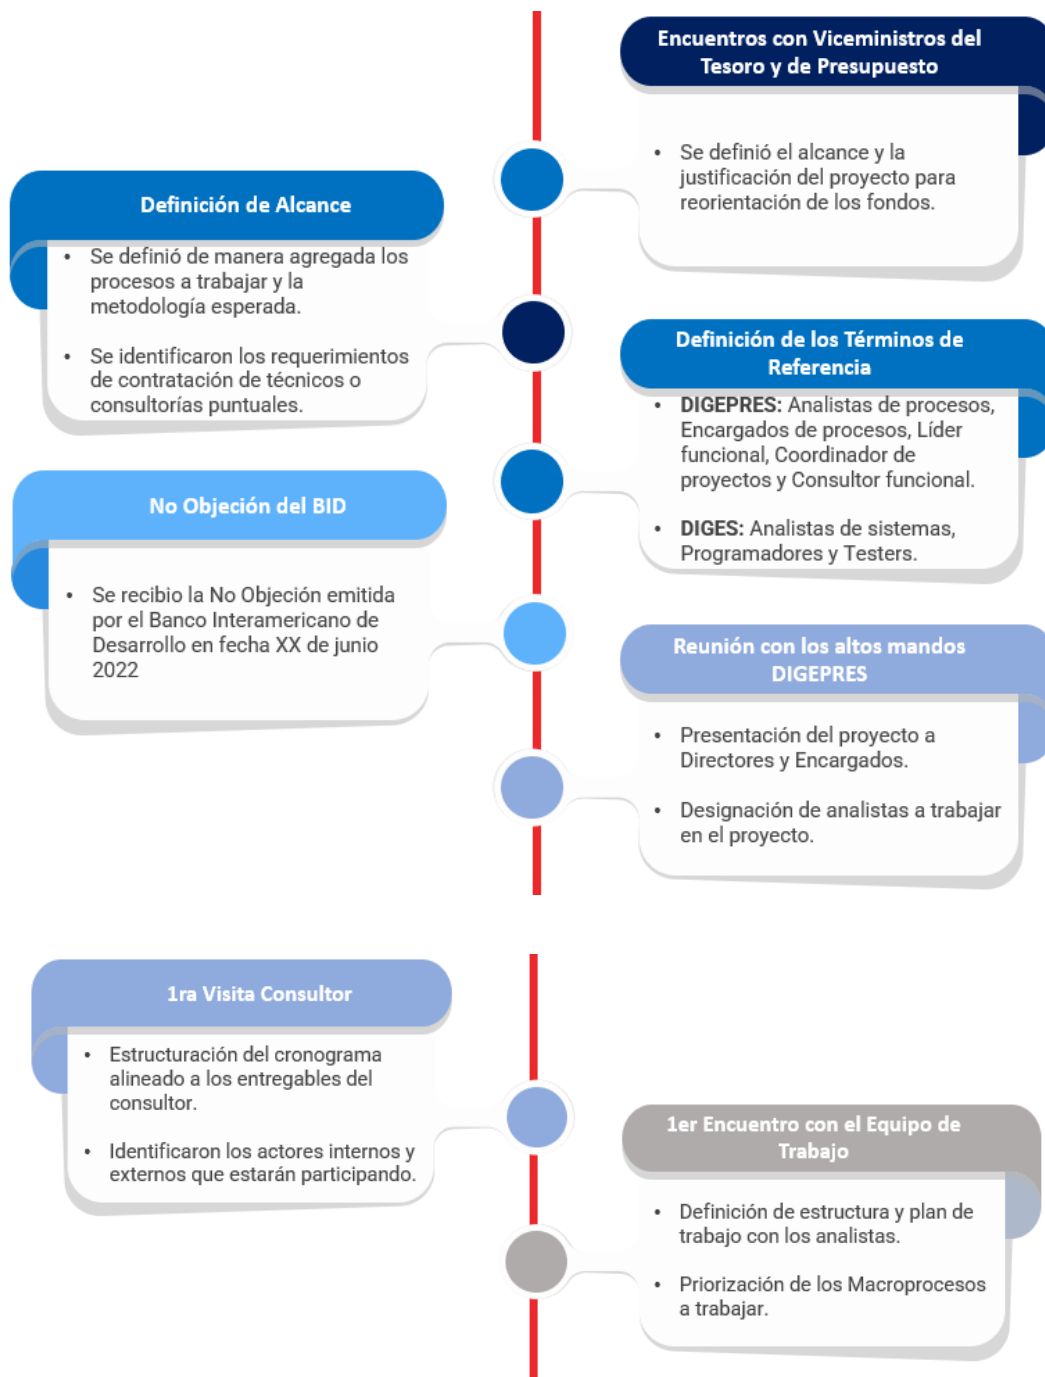 Encuentros con Viceministros del
Tesoro y de Presupuesto
• Se definió el alcance y la
justificación del proyecto para
reorientación de los fondos.
Definición de Alcance
• Se definió de manera agregada los
procesos a trabajar y la
metodología esperada.
• Se identificaron los requerimientos
de contratación de técnicos o
consultorías puntuales.
Definición de los Términos de
Referencia
• DIGEPRES: Analistas de procesos,
Encargados de procesos, Líder
funcional, Coordinador de
proyectos y Consultor funcional.
• DIGES: Analistas de sistemas,
Programadores y Testers.
No Objeción del BID
• Se recibio la No Objeción emitida
por el Banco Interamericano de
Desarrollo en fecha XX de junio
2022
Reunión con los altos mandos
DIGEPRES
• Presentación del proyecto a
Directores y Encargados.
• Designación de analistas a trabajar
en el proyecto.
1ra Visita Consultor
• Estructuración del cronograma
alineado a los entregables del
consultor.
• Identificaron los actores internos y
externos que estarán participando.
1er Encuentro con el Equipo de
Trabajo
• Definición de estructura y plan de
trabajo con los analistas.
• Priorización de los Macroprocesos
a trabajar.